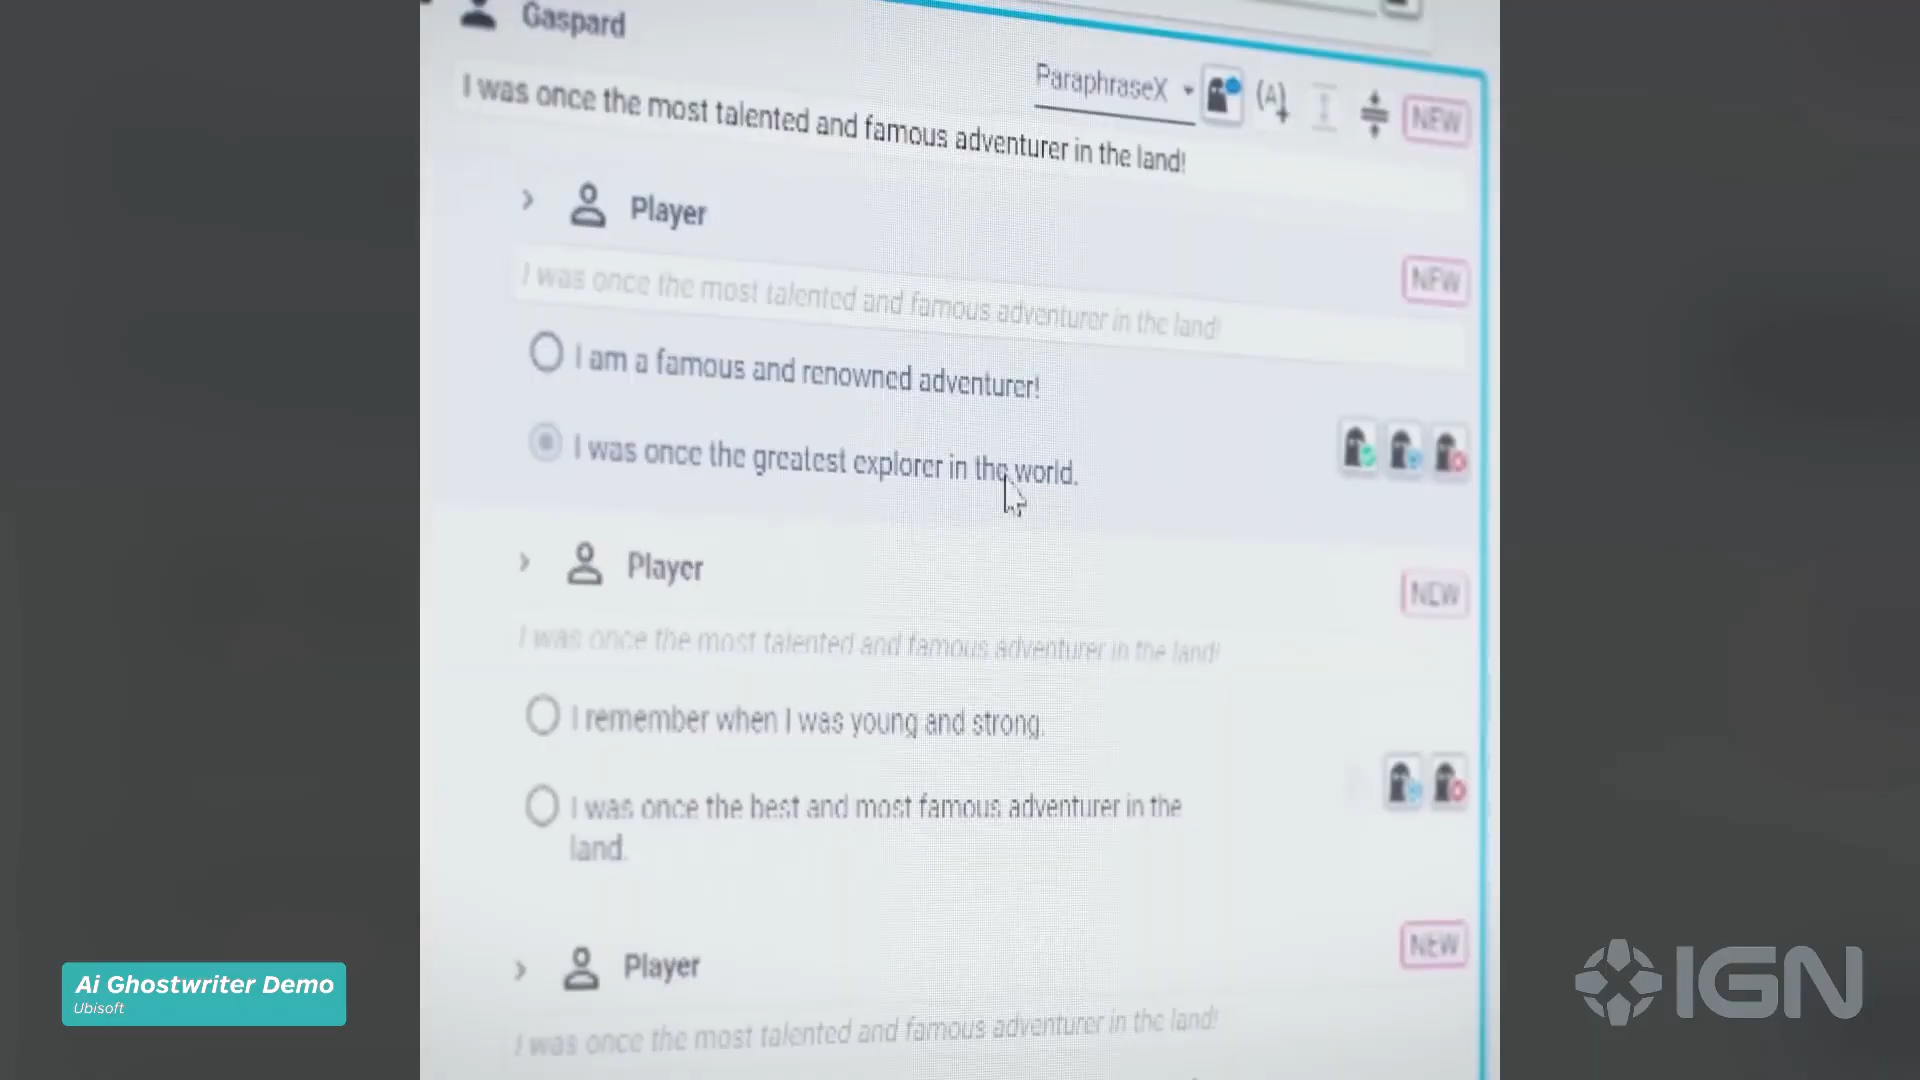 Gaspard
ParaphraseX
NEW
I was once the most talented and famous adventurer in the land!
Player
NEW
I was once the most talented and famous adventurer in the land!
I am a famous and renowned adventurer!
I was once the greatest explorer in the world.
Player
NEW
I was once the most talented and famous adventurer in the land!
I remember when I was young and strong.
I was once the best and most famous adventurer in the
land.
Player
NEW
I was once the most talented and famous adventurer in the land!
Ai Ghostwriter Demo
Ubisoft
IGN